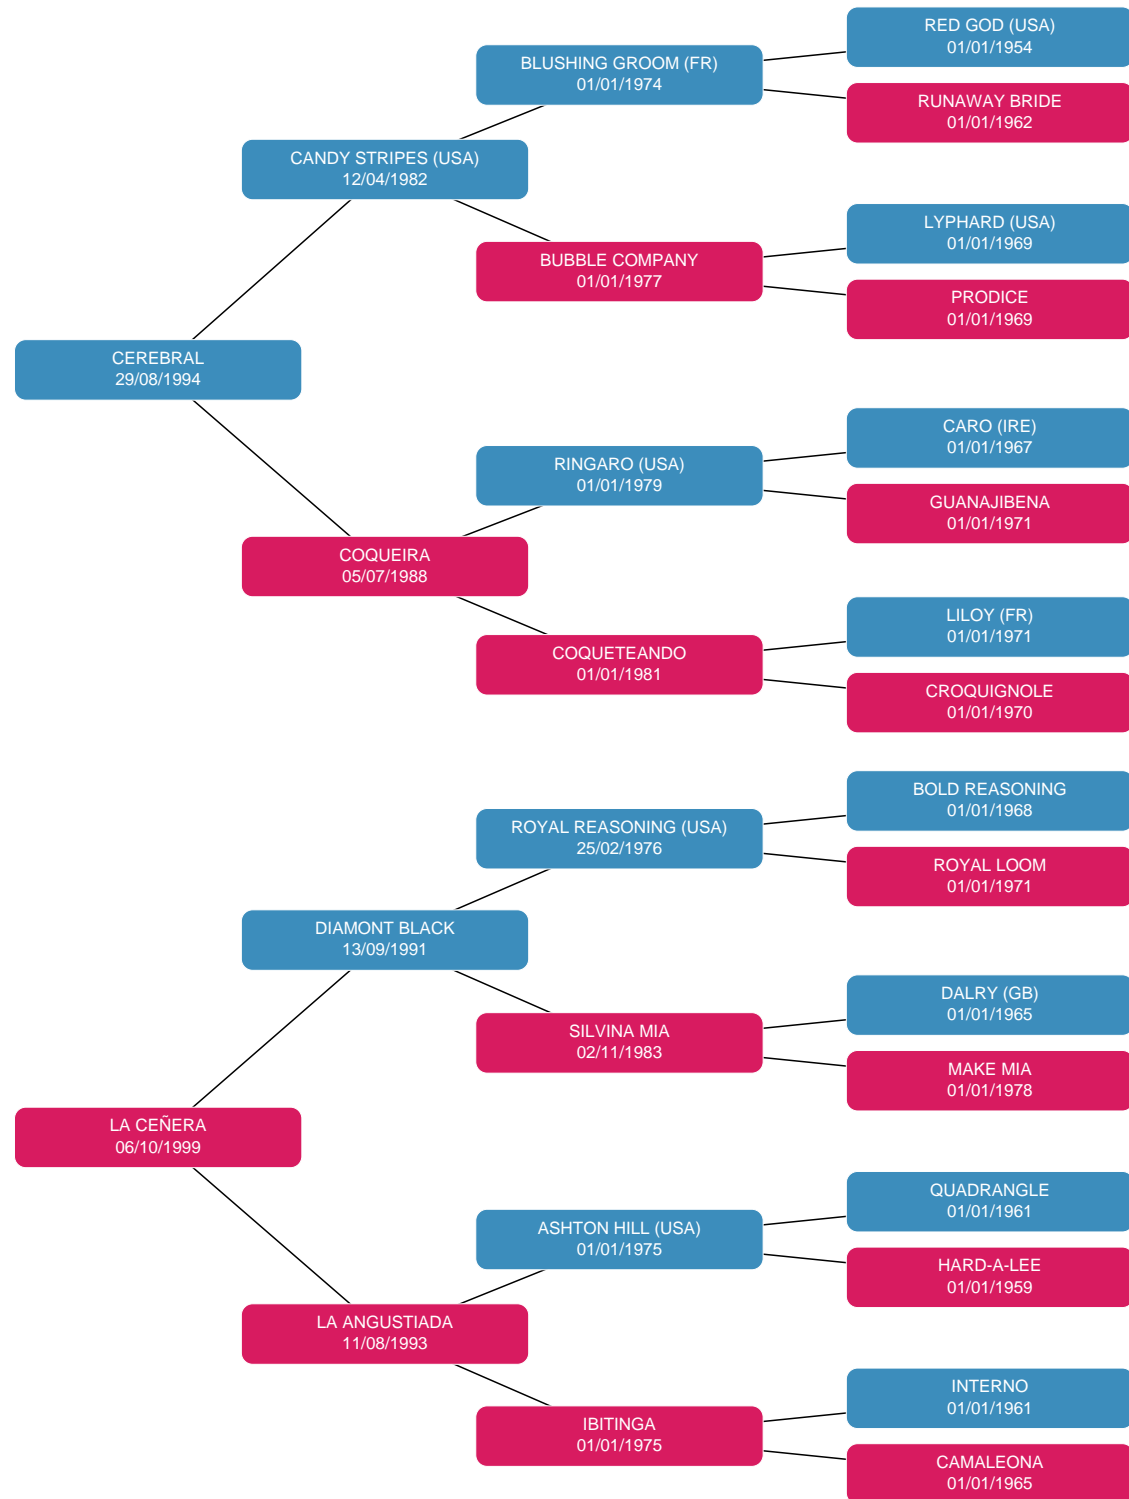 RED GOD (USA)
01/01/1954
BLUSHING GROOM (FR)
01/01/1974
RUNAWAY BRIDE
01/01/1962
CANDY STRIPES (USA)
12/04/1982
LYPHARD (USA)
01/01/1969
BUBBLE COMPANY
01/01/1977
PRODICE
01/01/1969
CEREBRAL
29/08/1994
CARO (IRE)
01/01/1967
RINGARO (USA)
01/01/1979
GUANAJIBENA
01/01/1971
COQUEIRA
05/07/1988
LILOY (FR)
01/01/1971
COQUETEANDO
01/01/1981
CROQUIGNOLE
01/01/1970
BOLD REASONING
01/01/1968
ROYAL REASONING (USA)
25/02/1976
ROYAL LOOM
01/01/1971
DIAMONT BLACK
13/09/1991
DALRY (GB)
01/01/1965
SILVINA MIA
02/11/1983
MAKE MIA
01/01/1978
LA CEÑERA
06/10/1999
QUADRANGLE
01/01/1961
ASHTON HILL (USA)
01/01/1975
HARD-A-LEE
01/01/1959
LA ANGUSTIADA
11/08/1993
INTERNO
01/01/1961
IBITINGA
01/01/1975
CAMALEONA
01/01/1965